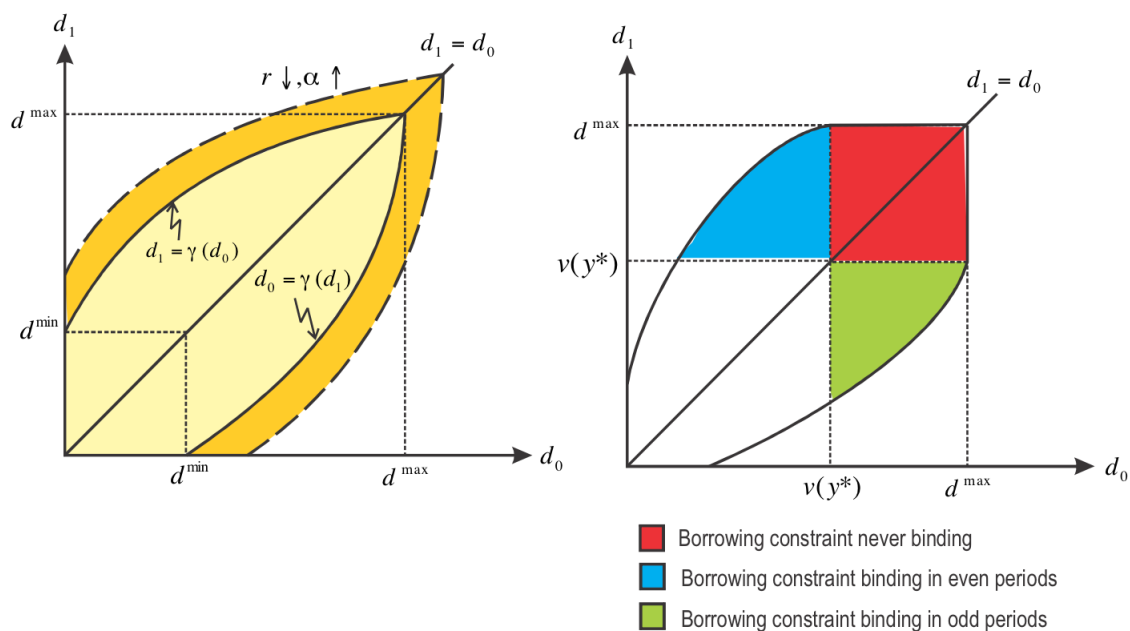 d₁
d₁ = d₀
r ↓, α ↑
d^max
d₁ = γ (d₀)
d₀ = γ (d₁)
d^min
d^min
d^max
d₀
d₁
d₁ = d₀
d^max
v(y*)
v(y*)
d^max
d₀
Borrowing constraint never binding
Borrowing constraint binding in even periods
Borrowing constraint binding in odd periods